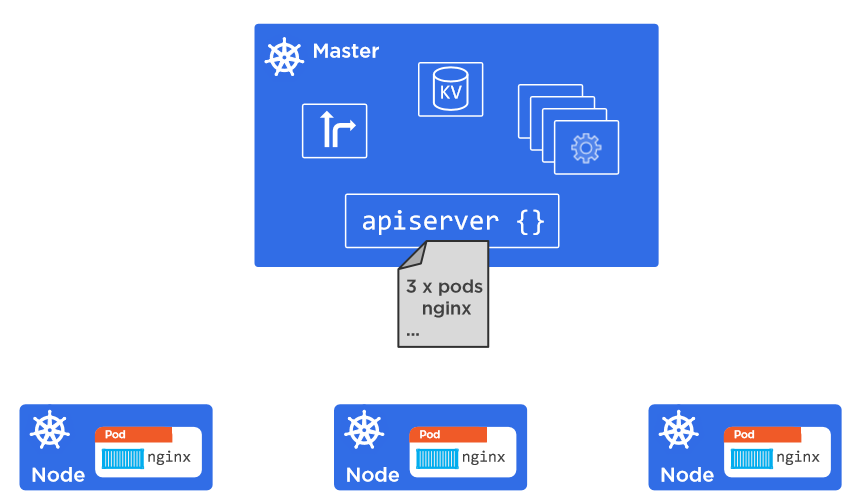 Master
KV
apiserver {}
3 x pods
nginx
...
Pod
nginx
Node
Pod
nginx
Node
Pod
nginx
Node